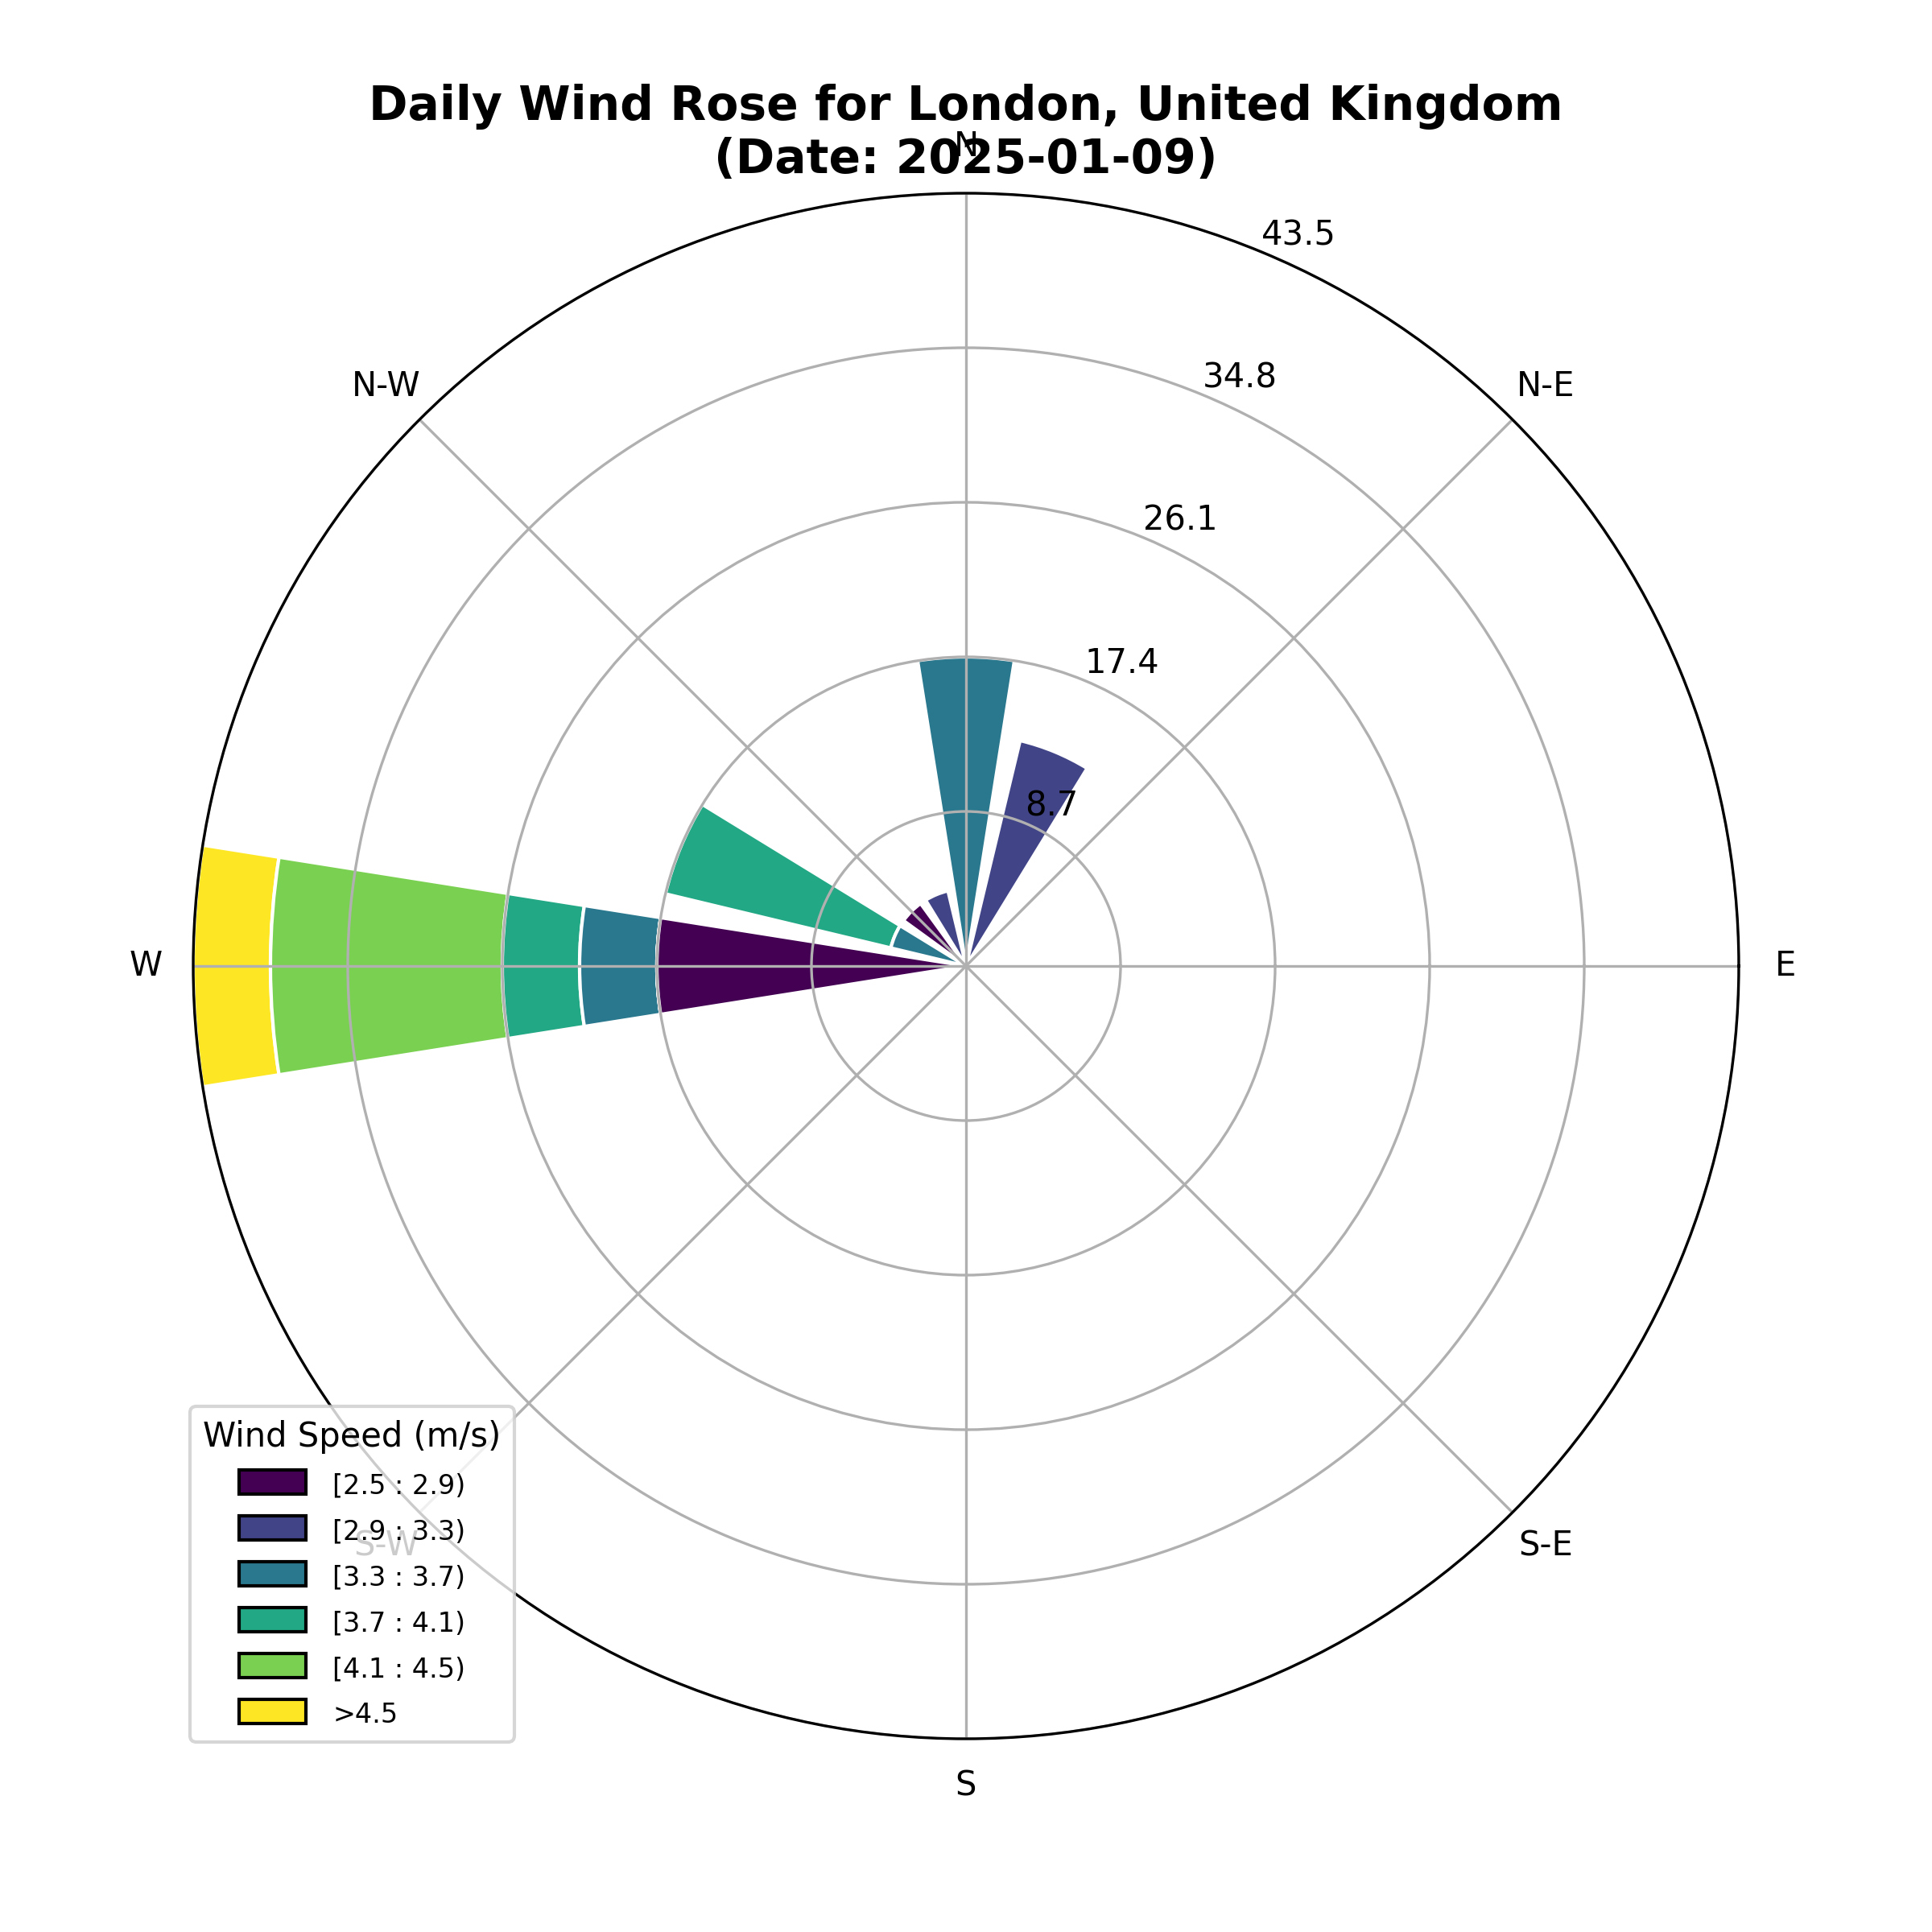 Daily Wind Rose for London, United Kingdom
(Date: 2025-01-09)
N
43.5
N-W
34.8
N-E
26.1
17.4
8.7
W
E
Wind Speed (m/s)
[2.5 : 2.9)
[2.9 : 3.3)
S-W
S-E
[3.3 : 3.7)
[3.7 : 4.1)
[4.1 : 4.5)
>4.5
S